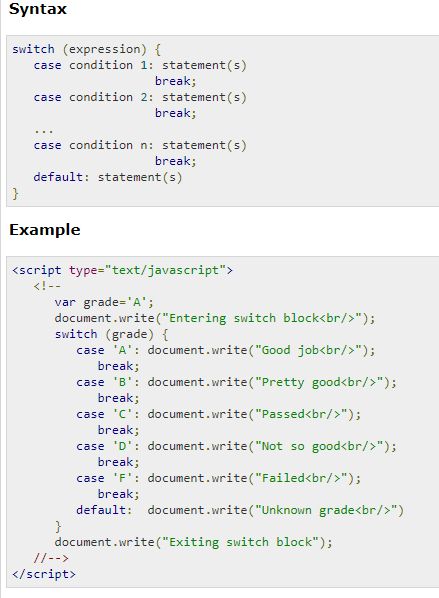 Syntax
switch (expression) {
   case condition 1: statement(s)
                    break;
   case condition 2: statement(s)
                    break;
   ...
   case condition n: statement(s)
                    break;
   default: statement(s)
}
Example
<script type="text/javascript">
   <!--
      var grade='A';
      document.write("Entering switch block<br/>");
      switch (grade) {
         case 'A': document.write("Good job<br/>");
            break;
         case 'B': document.write("Pretty good<br/>");
            break;
         case 'C': document.write("Passed<br/>");
            break;
         case 'D': document.write("Not so good<br/>");
            break;
         case 'F': document.write("Failed<br/>");
            break;
         default:  document.write("Unknown grade<br/>")
      }
      document.write("Exiting switch block");
   //-->
</script>